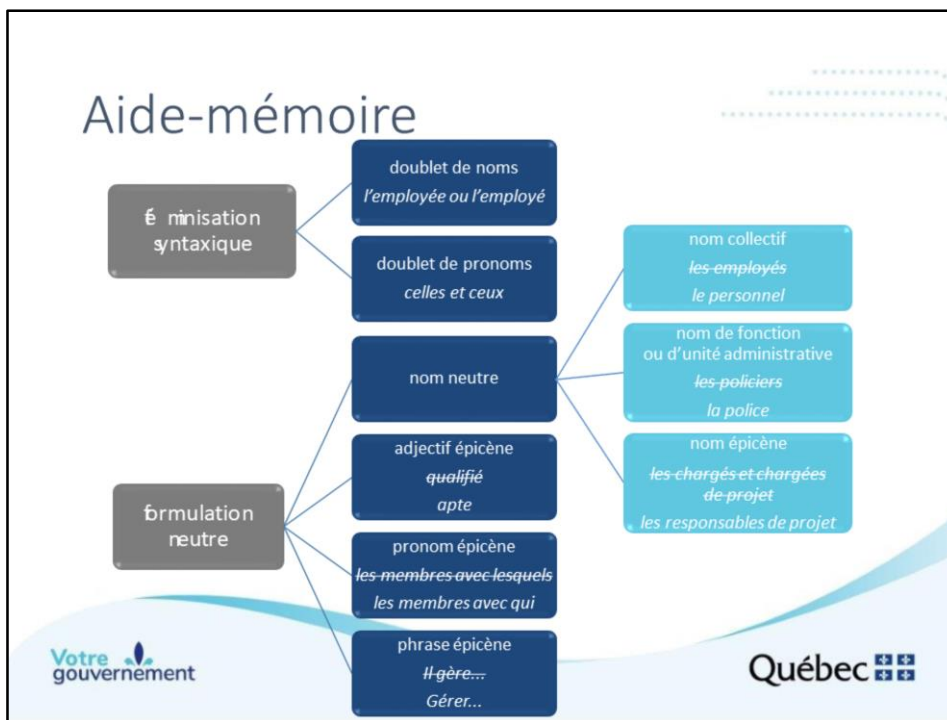 Aide-mémoire
féminisation
syntaxique
doublet de noms
l'employée ou l'employé
doublet de pronoms
celles et ceux
formulation
neutre
nom neutre
nom collectif
les employés
le personnel
nom de fonction
ou d'unité administrative
les policiers
la police
nom épicène
les chargés et chargées
de projet
les responsables de projet
adjectif épicène
qualifié
apte
pronom épicène
les membres avec lesquels
les membres avec qui
phrase épicène
Il gère...
Gérer...
Votre
gouvernement
Québec